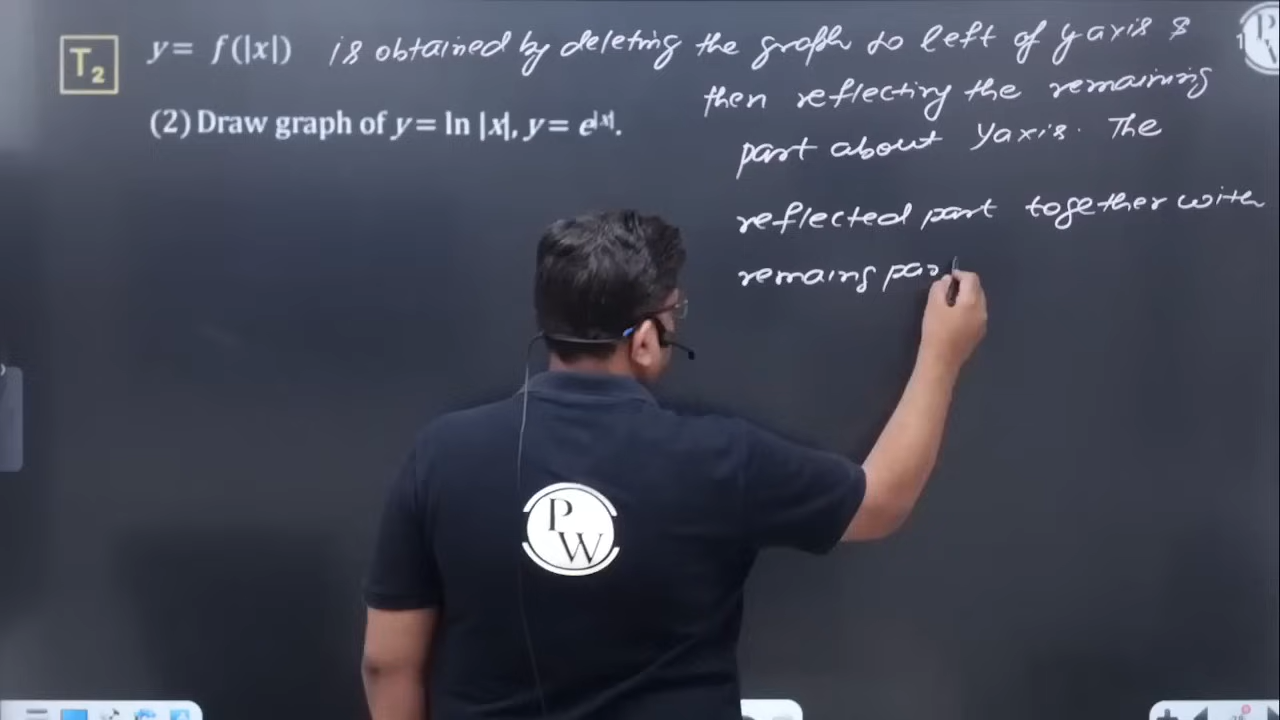 T2 y = f(|x|) is obtained by deleting the graph to left of y axis &
then reflecting the remaining
(2) Draw graph of y = ln |x|, y = e^|x|.
part about y axis. The
reflected part together with
remaing par
P
W